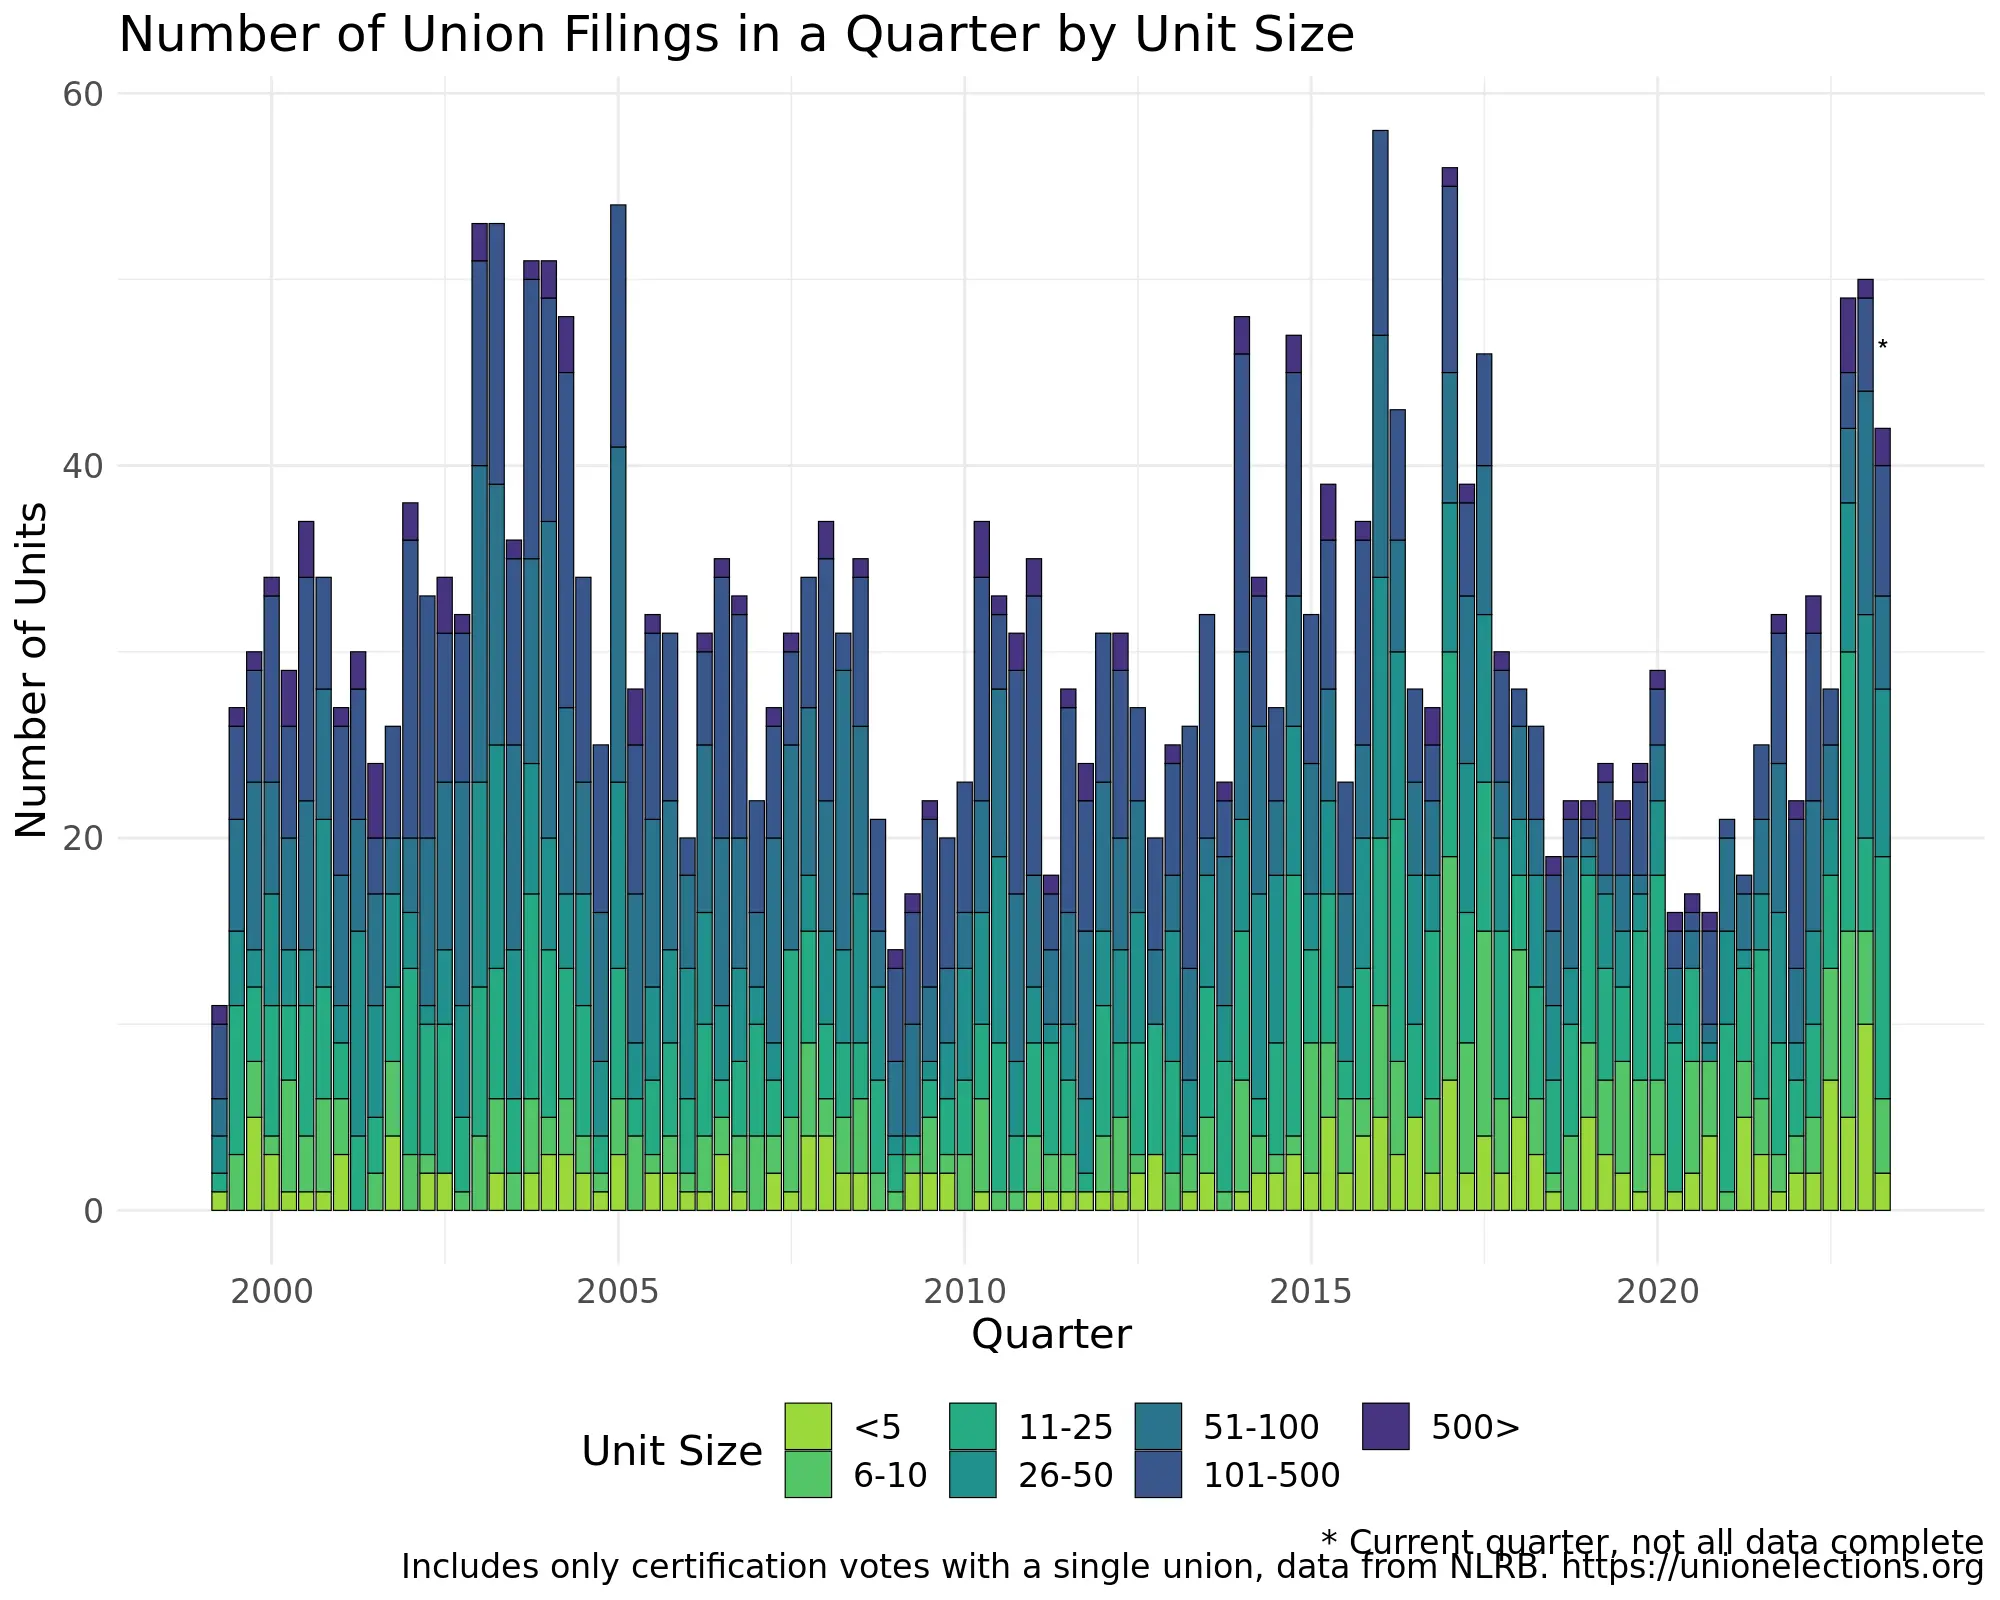 Number of Union Filings in a Quarter by Unit Size
60
40
20
0
Number of Units
*
2000 2005 2010 2015 2020
Quarter
Unit Size
<5 11-25 51-100 500>
6-10 26-50 101-500
* Current quarter, not all data complete
Includes only certification votes with a single union, data from NLRB. https://unionelections.org